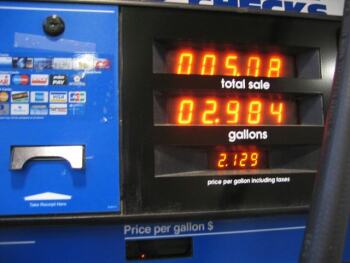 CHECKS
005.08
total sale
02.384
gallons
2.129
price per gallon including taxes
Take Receipt Here
Price per gallon $